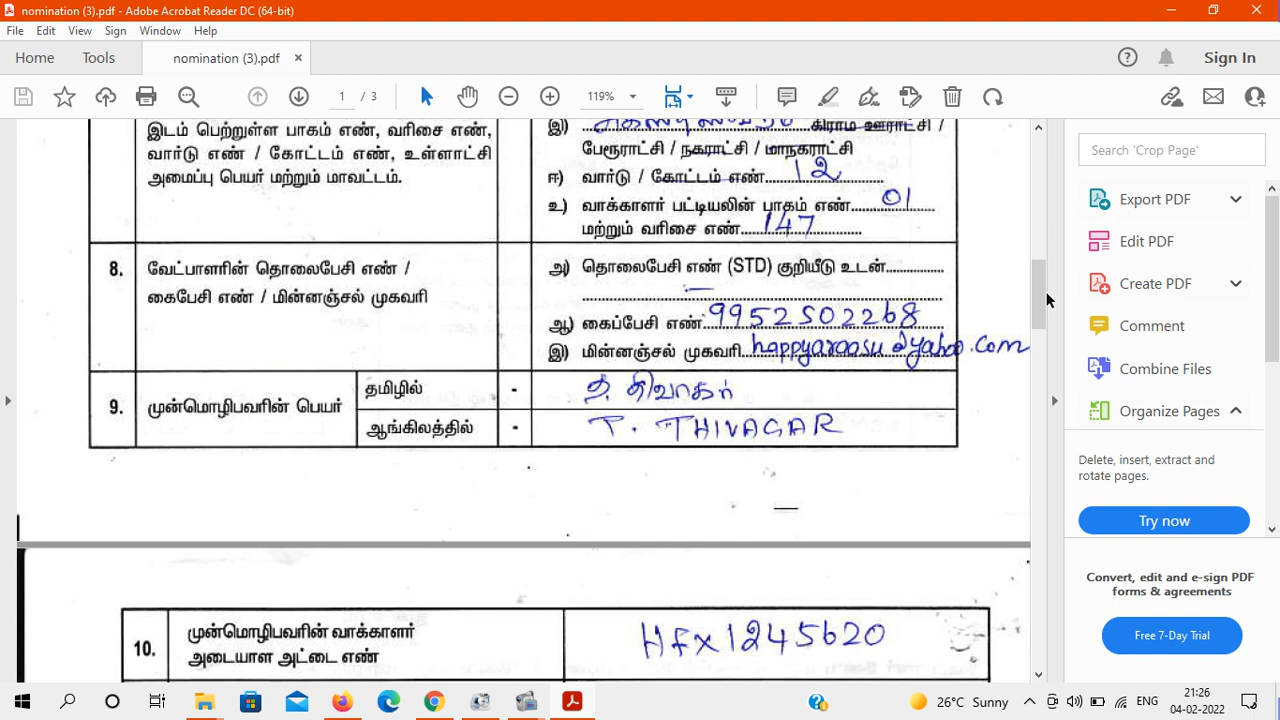 nomination (3).pdf - Adobe Acrobat Reader DC (64-bit)
File Edit View Sign Window Help
Home Tools nomination (3).pdf × Sign In
1 / 3 119%
இடம் பெற்றுள்ள பாகம் எண், வரிசை எண்,
வார்டு எண் / கோட்டம் எண், உள்ளாட்சி
அமைப்பு பெயர் மற்றும் மாவட்டம்.
இ) கிராம ஊராட்சி /
பேரூராட்சி / நகராட்சி / மாநகராட்சி
ஈ) வார்டு / கோட்டம் எண் 12
உ) வாக்காளர் பட்டியலின் பாகம் எண் 01
மற்றும் வரிசை எண் 147
8. வேட்பாளரின் தொலைபேசி எண் /
கைபேசி எண் / மின்னஞ்சல் முகவரி
அ) தொலைபேசி எண் (STD) குறியீடு உடன்
ஆ) கைப்பேசி எண் 9952502268
இ) மின்னஞ்சல் முகவரி happyaraasu@yahoo.com
9. முன்மொழிபவரின் பெயர்
தமிழில் - த. திவாகர்
ஆங்கிலத்தில் - T. THIVAGAR
10. முன்மொழிபவரின் வாக்காளர்
அடையாள அட்டை எண்
HFX1245620
Search 'Crop Page'
Export PDF
Edit PDF
Create PDF
Comment
Combine Files
Organize Pages
Delete, insert, extract and
rotate pages.
Try now
Convert, edit and e-sign PDF
forms & agreements
Free 7-Day Trial
26°C Sunny
ENG
21:26
04-02-2022